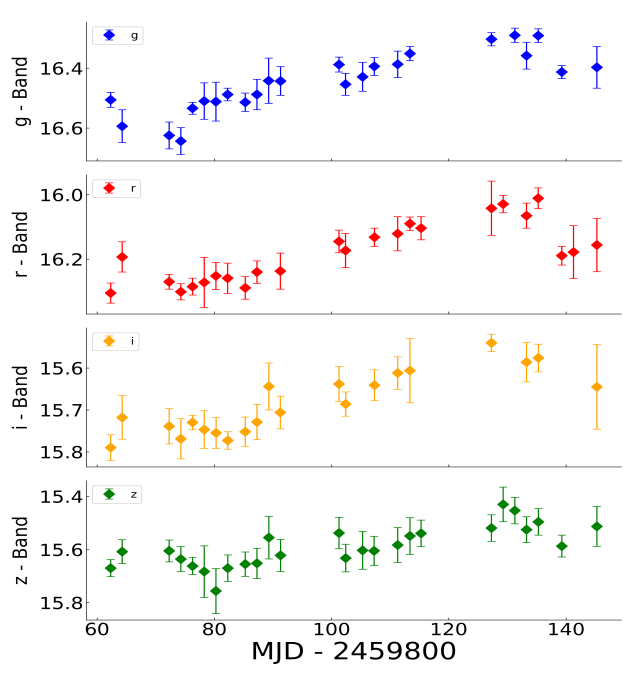 g
16.4
16.6
g - Band
r
16.0
16.2
r - Band
i
15.6
15.7
15.8
i - Band
z
15.4
15.6
15.8
z - Band
60 80 100 120 140
MJD - 2459800